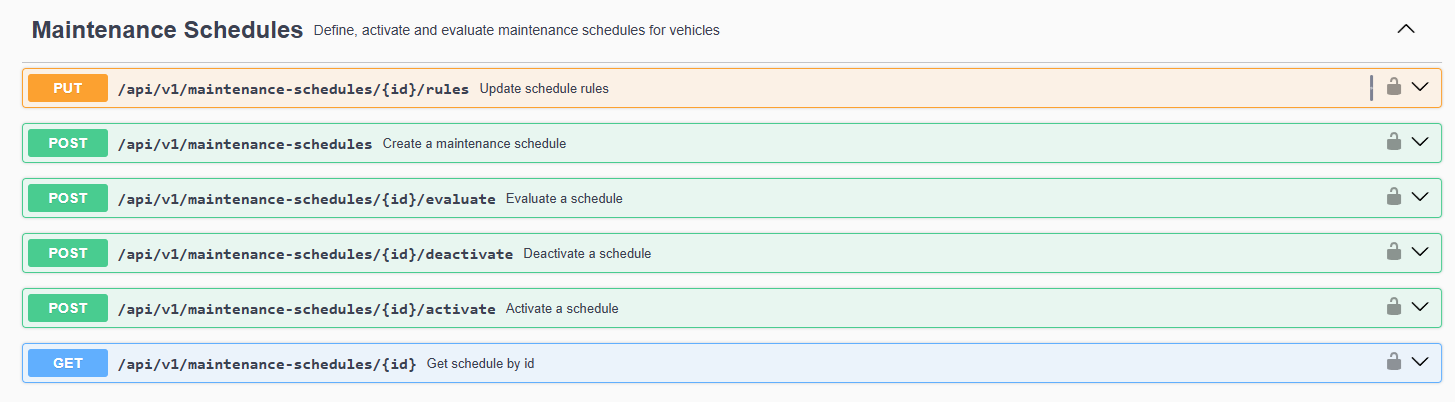 Maintenance Schedules Define, activate and evaluate maintenance schedules for vehicles
PUT /api/v1/maintenance-schedules/{id}/rules Update schedule rules
POST /api/v1/maintenance-schedules Create a maintenance schedule
POST /api/v1/maintenance-schedules/{id}/evaluate Evaluate a schedule
POST /api/v1/maintenance-schedules/{id}/deactivate Deactivate a schedule
POST /api/v1/maintenance-schedules/{id}/activate Activate a schedule
GET /api/v1/maintenance-schedules/{id} Get schedule by id